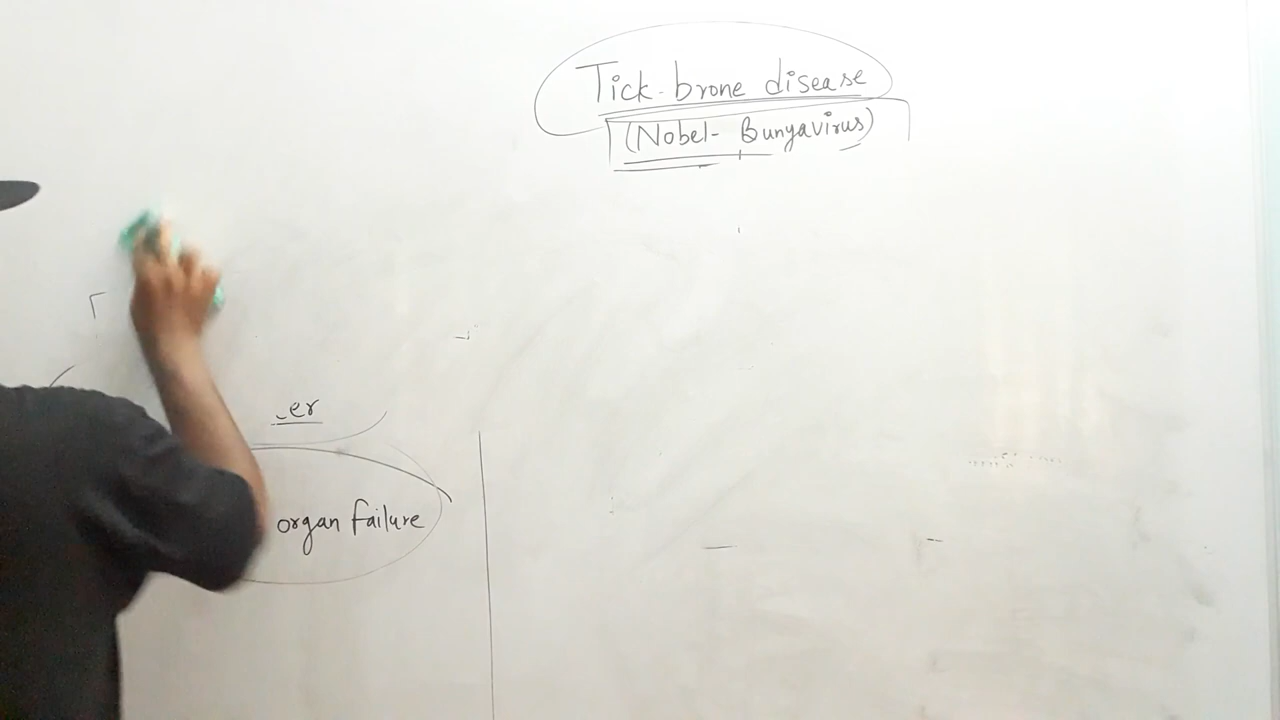 Tick-brone disease
(Nobel- Bunyavirus)
er
organ failure